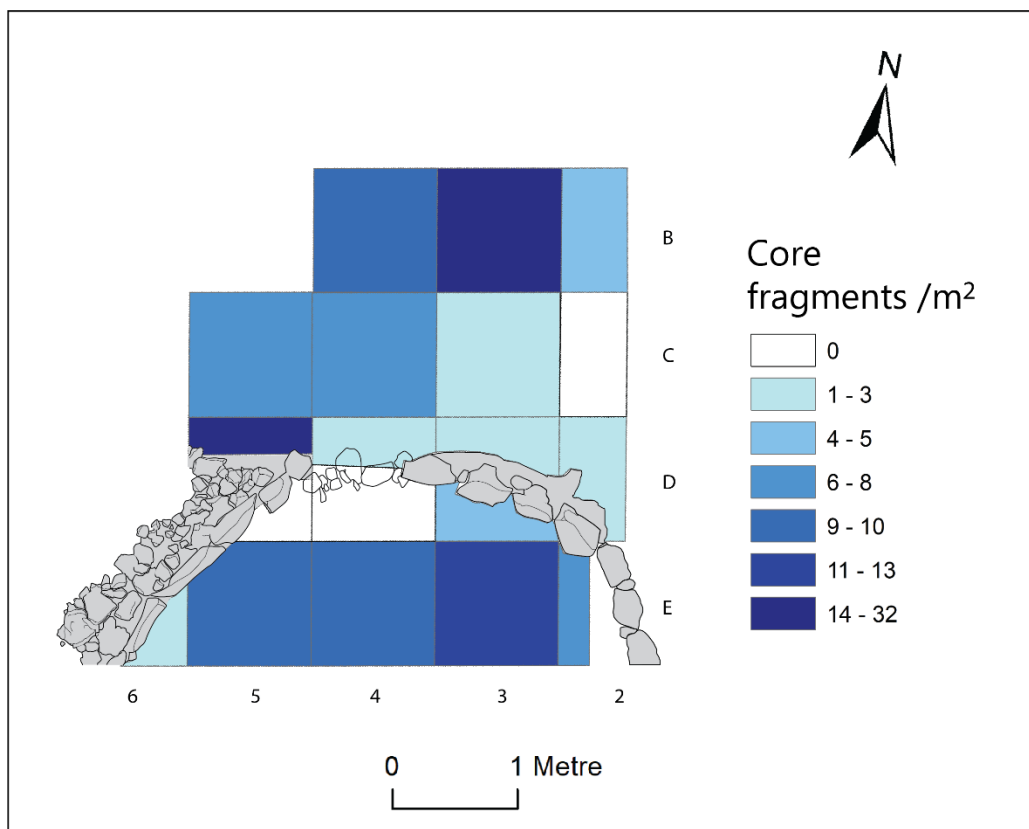 N
B
C
D
E
6 5 4 3 2
Core
fragments /m²
0
1 - 3
4 - 5
6 - 8
9 - 10
11 - 13
14 - 32
0 1 Metre